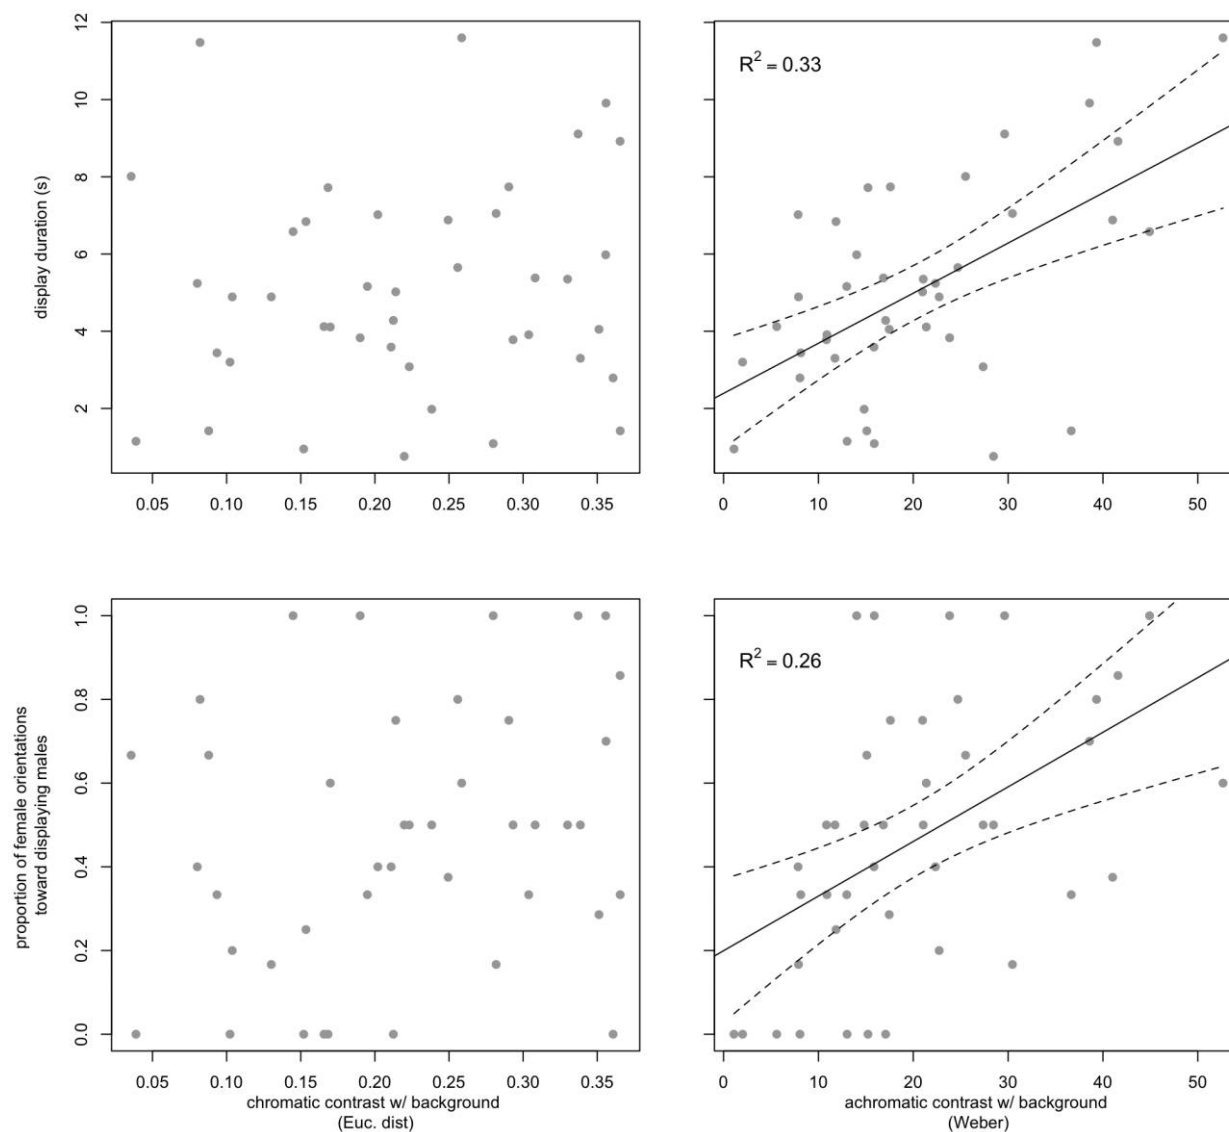 12
10
8
6
4
2
display duration (s)
0.05 0.10 0.15 0.20 0.25 0.30 0.35
R² = 0.33
0 10 20 30 40 50
1.0
0.8
0.6
0.4
0.2
0.0
proportion of female orientations
toward displaying males
0.05 0.10 0.15 0.20 0.25 0.30 0.35
chromatic contrast w/ background
(Euc. dist)
R² = 0.26
0 10 20 30 40 50
achromatic contrast w/ background
(Weber)